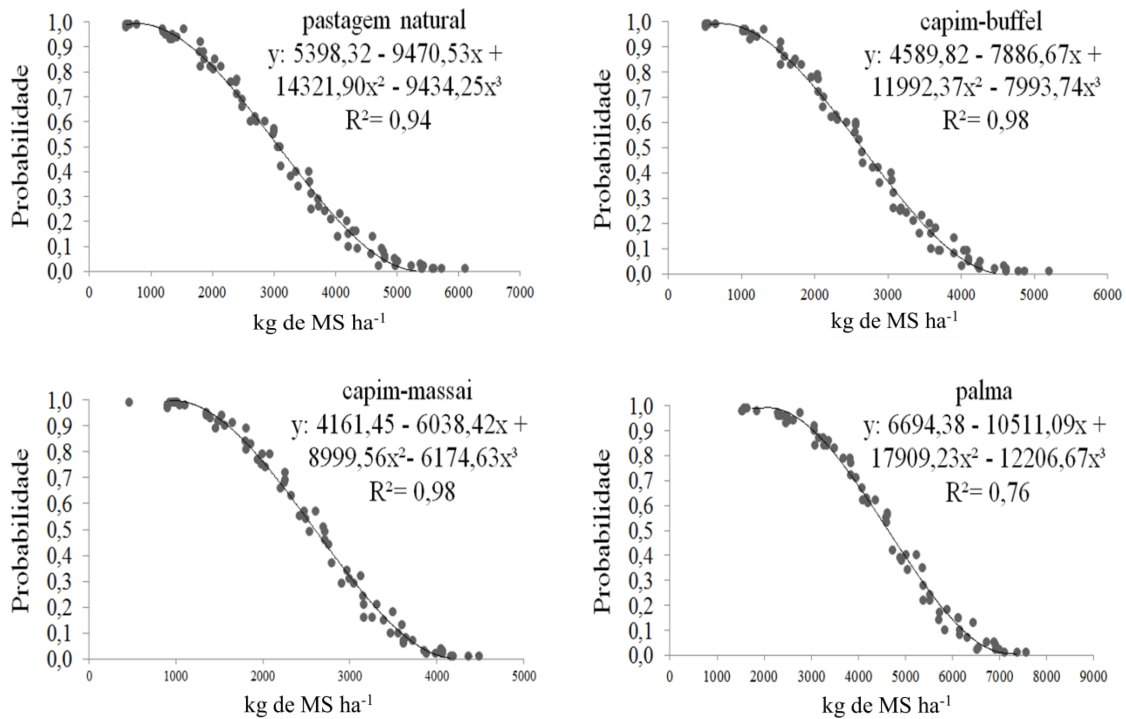 pastagem natural
y: 5398,32 - 9470,53x +
14321,90x² - 9434,25x³
R²= 0,94
Probabilidade
1,0
0,9
0,8
0,7
0,6
0,5
0,4
0,3
0,2
0,1
0,0
0 1000 2000 3000 4000 5000 6000 7000
kg de MS ha⁻¹
capim-buffel
y: 4589,82 - 7886,67x +
11992,37x² - 7993,74x³
R²= 0,98
Probabilidade
1,0
0,9
0,8
0,7
0,6
0,5
0,4
0,3
0,2
0,1
0,0
0 1000 2000 3000 4000 5000 6000
kg de MS ha⁻¹
capim-massai
y: 4161,45 - 6038,42x +
8999,56x²- 6174,63x³
R²= 0,98
Probabilidade
1,0
0,9
0,8
0,7
0,6
0,5
0,4
0,3
0,2
0,1
0,0
0 1000 2000 3000 4000 5000
kg de MS ha⁻¹
palma
y: 6694,38 - 10511,09x +
17909,23x² - 12206,67x³
R²= 0,76
Probabilidade
1,0
0,9
0,8
0,7
0,6
0,5
0,4
0,3
0,2
0,1
0,0
0 1000 2000 3000 4000 5000 6000 7000 8000 9000
kg de MS ha⁻¹